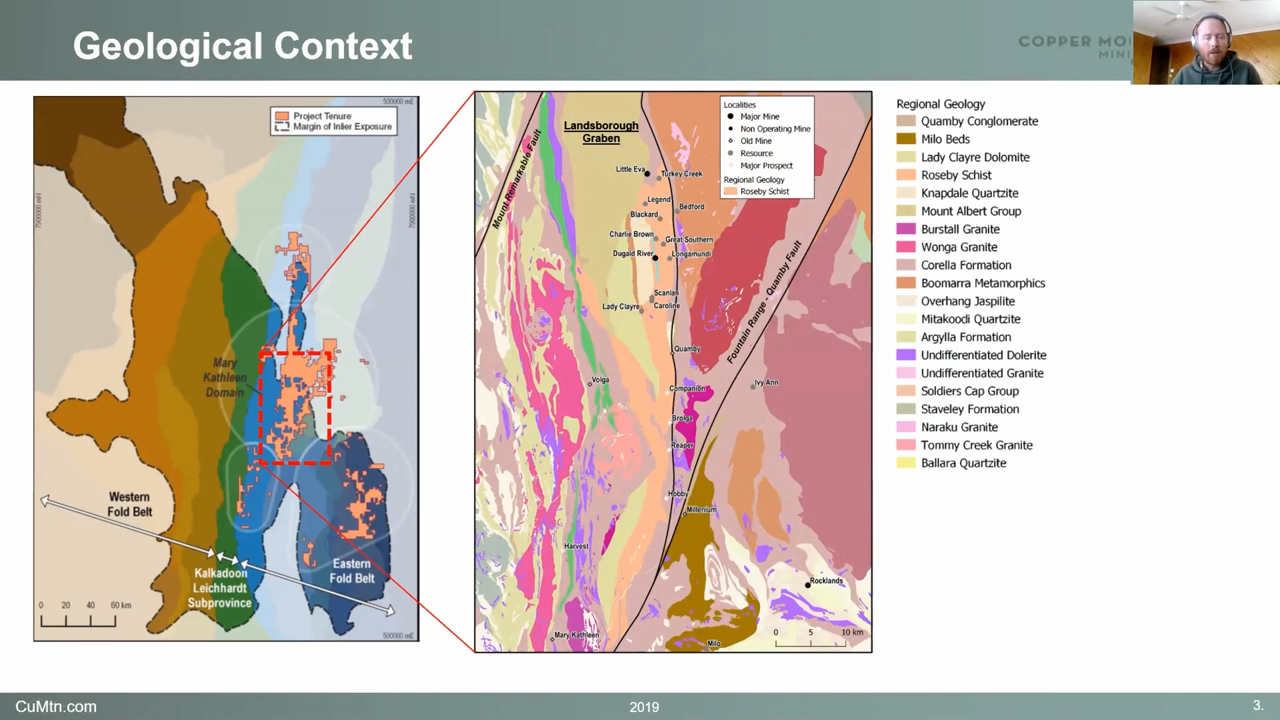 Geological Context
COPPER MO
MINI
500000 mE
Project Tenure
Margin of Inlier Exposure
7900000 mN
7900000 mN
Mary
Kathleen
Domain
Western
Fold Belt
Kalkadoon
Leichhardt
Subprovince
Eastern
Fold Belt
0 20 40 60 km
500000 mE
Landsborough
Graben
Mount Remarkable Fault
Fountain Range - Quamby Fault
Localities
Major Mine
Non Operating Mine
Old Mine
Resource
Major Prospect
Regional Geology
Roseby Schist
Little Eva
Turkey Creek
Legend
Bedford
Blackard
Charlie Brown
Great Southern
Dugald River
Longamundi
Scanlan
Lady Clayre
Caroline
Quamby
Volga
Companion
Ivy Ann
Brolga
Reaper
Hobby
Millenium
Harvest
Rocklands
Mary Kathleen
Milo
0 5 10 km
Regional Geology
Quamby Conglomerate
Milo Beds
Lady Clayre Dolomite
Roseby Schist
Knapdale Quartzite
Mount Albert Group
Burstall Granite
Wonga Granite
Corella Formation
Boomarra Metamorphics
Overhang Jaspilite
Mitakoodi Quartzite
Argylla Formation
Undifferentiated Dolerite
Undifferentiated Granite
Soldiers Cap Group
Staveley Formation
Naraku Granite
Tommy Creek Granite
Ballara Quartzite
CuMtn.com
2019
3.